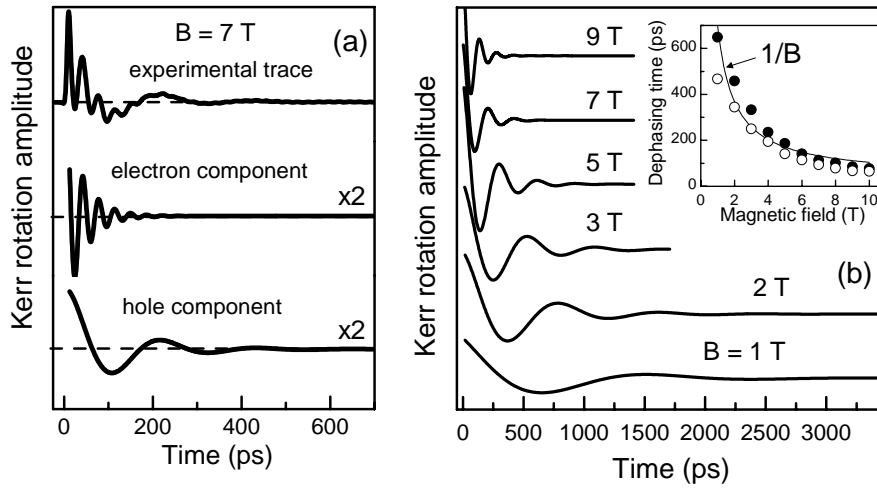 B = 7 T
(a)
experimental trace
electron component
x2
hole component
x2
Kerr rotation amplitude
0
200
400
600
Time (ps)
9 T
7 T
5 T
3 T
2 T
B = 1 T
(b)
Kerr rotation amplitude
0
500
1000
1500
2000
2500
3000
Time (ps)
600
400
200
0
Dephasing time (ps)
1/B
0
2
4
6
8
10
Magnetic field (T)